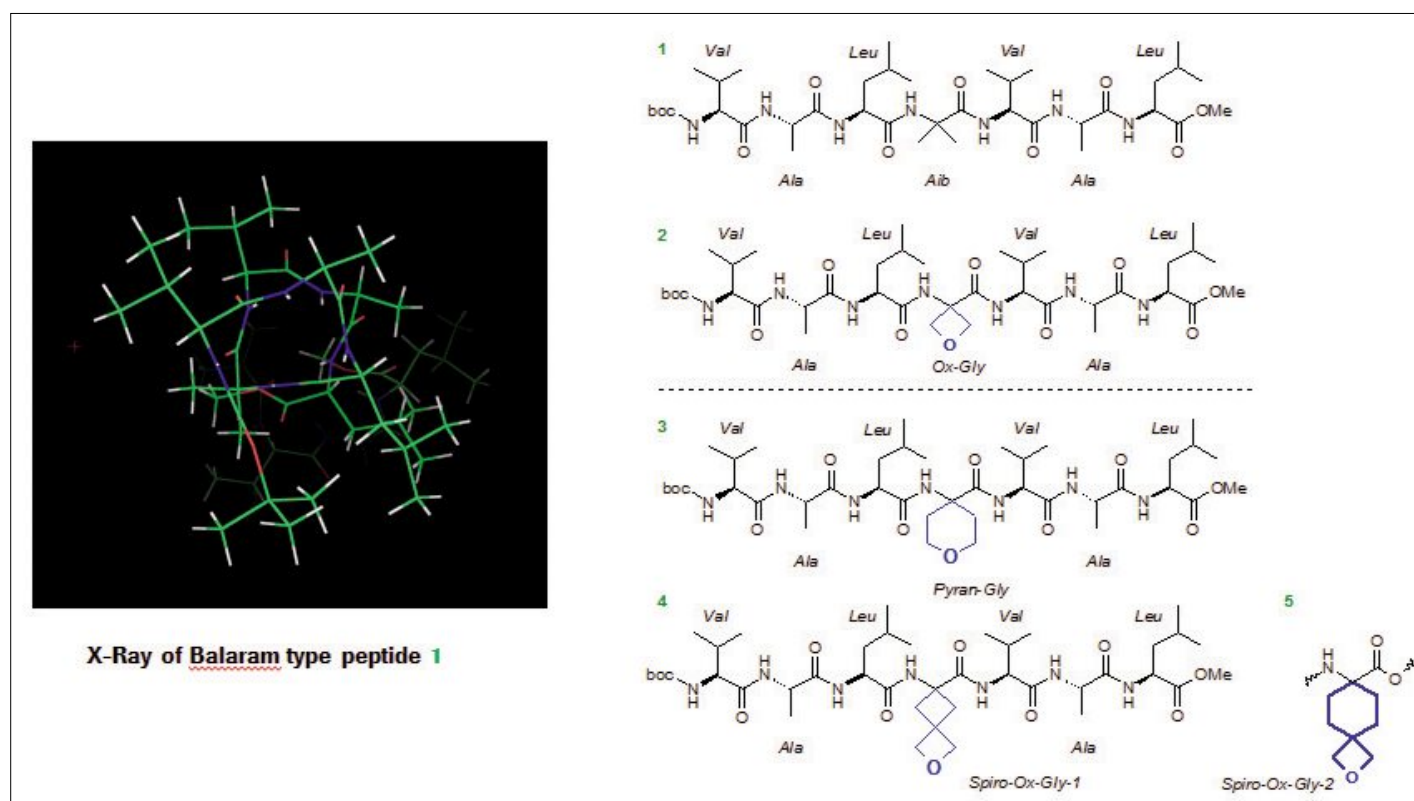 1
Val
Leu
Val
Leu
boc
N
H
H
N
O
O
N
H
H
N
O
O
N
H
H
N
O
O
N
H
OMe
O
Ala
Aib
Ala
2
Val
Leu
Val
Leu
boc
N
H
H
N
O
O
N
H
H
N
O
O
N
H
H
N
O
O
N
H
OMe
O
O
Ala
Ox-Gly
Ala
3
Val
Leu
Val
Leu
boc
N
H
H
N
O
O
N
H
H
N
O
O
N
H
H
N
O
O
N
H
OMe
O
O
Ala
Pyran-Gly
Ala
4
Val
Leu
Val
Leu
boc
N
H
H
N
O
O
N
H
H
N
O
O
N
H
H
N
O
O
N
H
OMe
O
O
Ala
Spiro-Ox-Gly-1
Ala
5
H
N
O
O
O
Spiro-Ox-Gly-2
X-Ray of Balaram type peptide 1